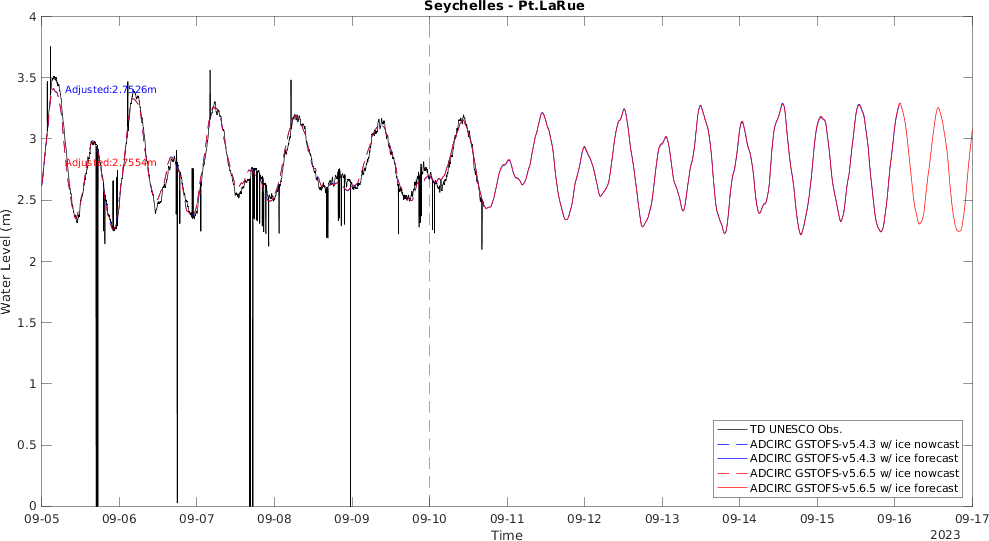 Seychelles - Pt.LaRue
4
3.5
3
2.5
2
1.5
1
0.5
0
Water Level (m)
Adjusted:2.7526m
Adjusted:2.7554m
TD UNESCO Obs.
ADCIRC GSTOFS-v5.4.3 w/ ice nowcast
ADCIRC GSTOFS-v5.4.3 w/ ice forecast
ADCIRC GSTOFS-v5.6.5 w/ ice nowcast
ADCIRC GSTOFS-v5.6.5 w/ ice forecast
09-05 09-06 09-07 09-08 09-09 09-10 09-11 09-12 09-13 09-14 09-15 09-16 09-17
Time
2023